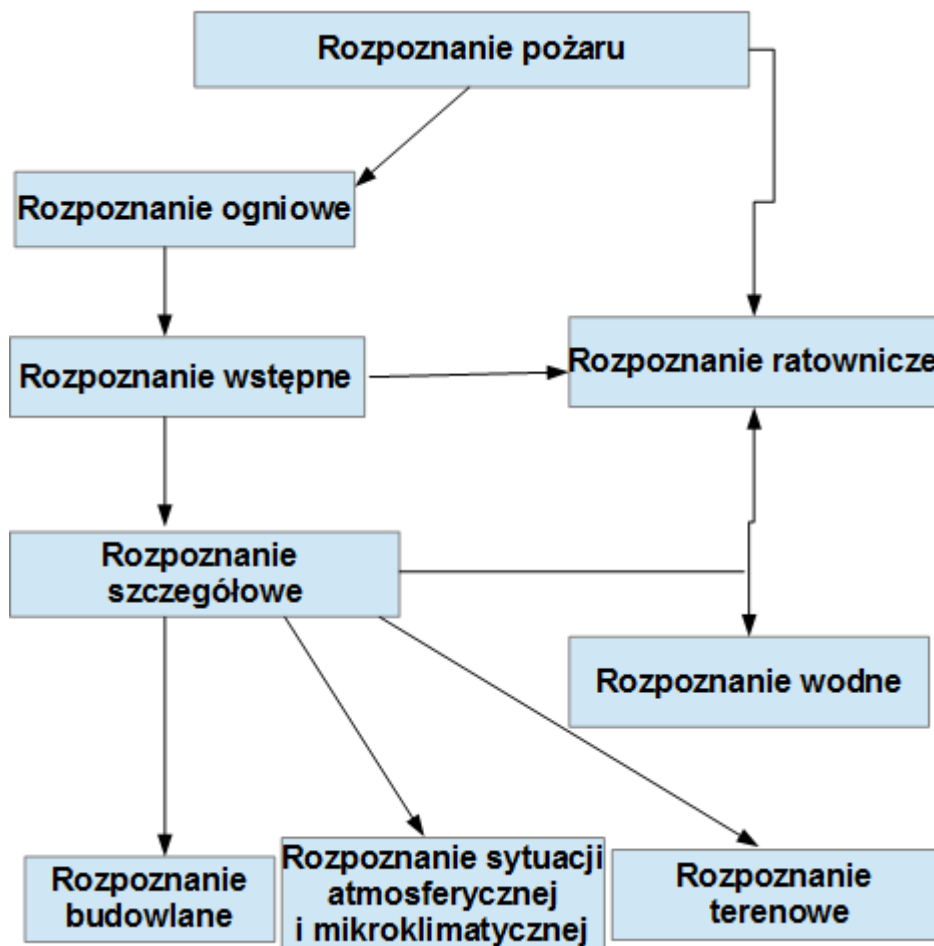 Rozpoznanie pożaru
Rozpoznanie ogniowe
Rozpoznanie wstępne
Rozpoznanie ratownicze
Rozpoznanie
szczegółowe
Rozpoznanie wodne
Rozpoznanie
budowlane
Rozpoznanie sytuacji
atmosferycznej
i mikroklimatycznej
Rozpoznanie
terenowe